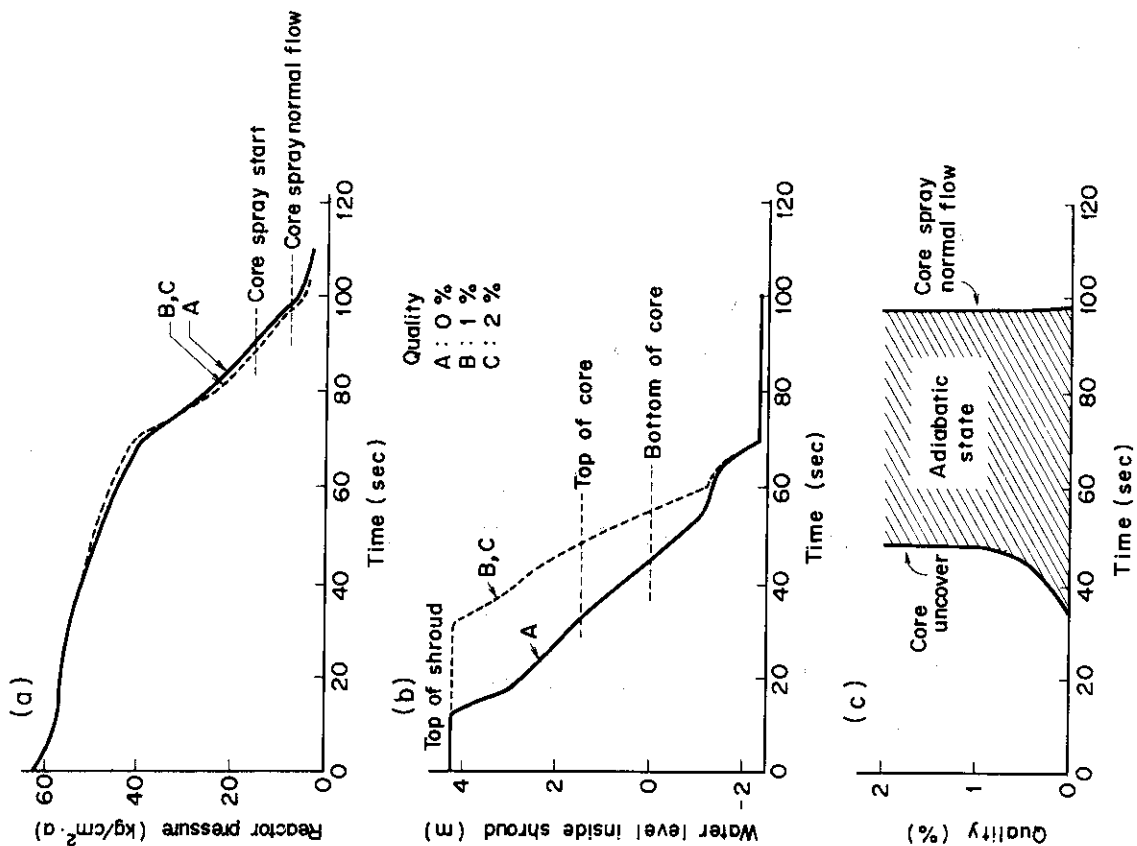 (a)
Reactor pressure (kg/cm²·a)
60
40
20
0
B,C
A
Core spray start
Core spray normal flow
0
20
40
60
80
100
120
Time (sec)
(b)
Water level inside shroud (m)
4
2
0
-2
Top of shroud
B,C
A
Quality
A : 0 %
B : 1 %
C : 2 %
Top of core
Bottom of core
0
20
40
60
80
100
120
Time (sec)
(c)
Quality (%)
2
1
0
Core
uncover
Adiabatic
state
Core spray
normal flow
0
20
40
60
80
100
120
Time (sec)